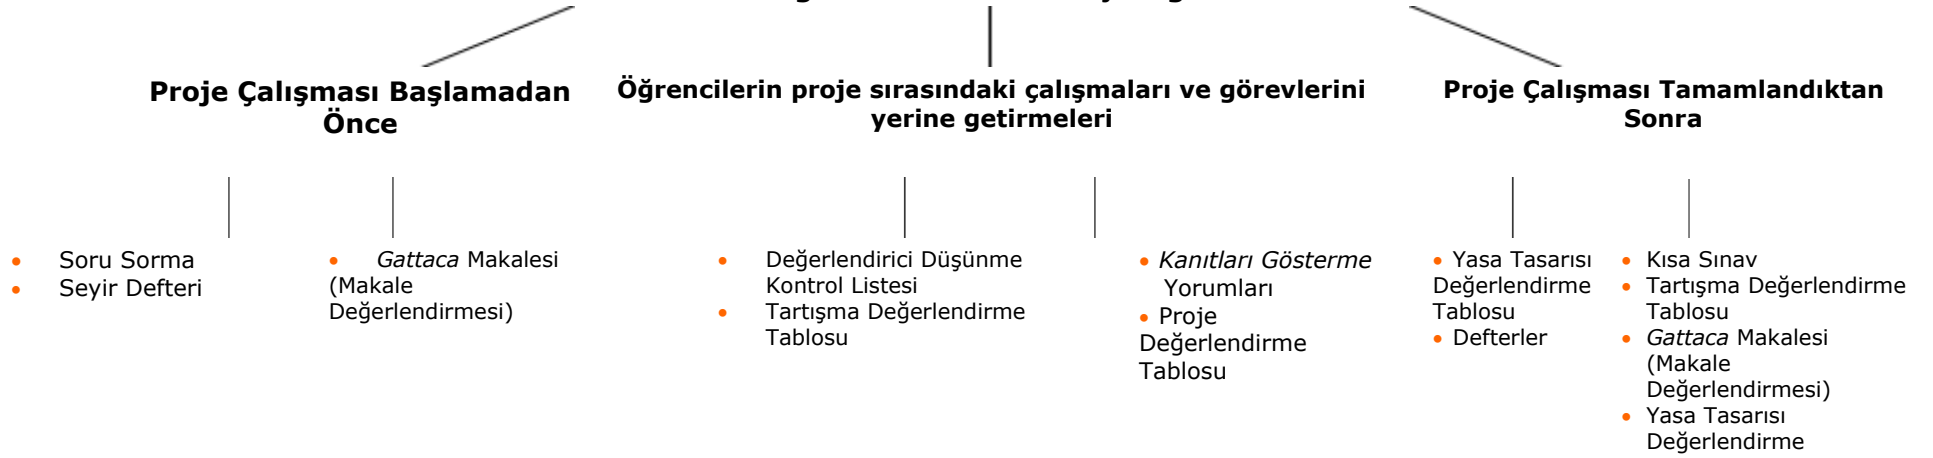 Proje Çalışması Başlamadan
Önce
Öğrencilerin proje sırasındaki çalışmaları ve görevlerini
yerine getirmeleri
Proje Çalışması Tamamlandıktan
Sonra
• Soru Sorma
• Seyir Defteri
• Gattaca Makalesi
(Makale
Değerlendirmesi)
• Değerlendirici Düşünme
Kontrol Listesi
• Tartışma Değerlendirme
Tablosu
• Kanıtları Gösterme
Yorumları
• Proje
Değerlendirme
Tablosu
• Yasa Tasarısı
Değerlendirme
Tablosu
• Defterler
• Kısa Sınav
• Tartışma Değerlendirme
Tablosu
• Gattaca Makalesi
(Makale
Değerlendirmesi)
• Yasa Tasarısı
Değerlendirme